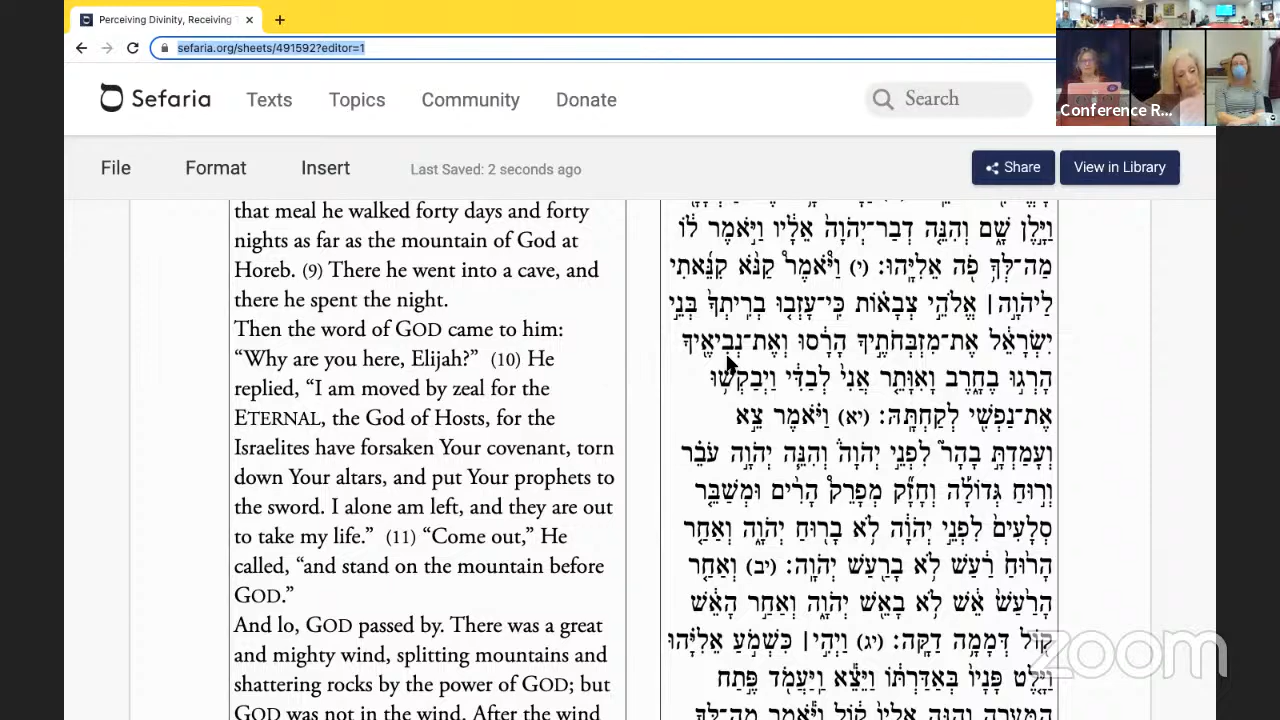 Perceiving Divinity, Receiving
sefaria.org/sheets/491592?editor=1
Sefaria Texts Topics Community Donate Search
Conference R...
File Format Insert Last Saved: 2 seconds ago Share View in Library
that meal he walked forty days and forty
nights as far as the mountain of God at
Horeb. (9) There he went into a cave, and
there he spent the night.
Then the word of GOD came to him:
“Why are you here, Elijah?” (10) He
replied, “I am moved by zeal for the
ETERNAL, the God of Hosts, for the
Israelites have forsaken Your covenant, torn
down Your altars, and put Your prophets to
the sword. I alone am left, and they are out
to take my life.” (11) “Come out,” He
called, “and stand on the mountain before
GOD.”
And lo, GOD passed by. There was a great
and mighty wind, splitting mountains and
shattering rocks by the power of GOD; but
GOD was not in the wind. After the wind
וַיָּ֣לֶן שָׁ֑ם וְהִנֵּ֤ה דְבַר־יְהֹוָה֙ אֵלָ֔יו וַיֹּ֣אמֶר ל֔וֹ
מַה־לְּךָ֥ פֹ֖ה אֵלִיָּֽהוּ׃ (י) וַיֹּ֩אמֶר֩ קַנֹּ֨א קִנֵּ֜אתִי
לַיהֹוָ֣ה ׀ אֱלֹהֵ֣י צְבָא֗וֹת כִּֽי־עָזְב֤וּ בְרִֽיתְךָ֙ בְּנֵ֣י
יִשְׂרָאֵ֔ל אֶת־מִזְבְּחֹתֶ֣יךָ הָרָ֔סוּ וְאֶת־נְבִיאֶ֖יךָ
הָרְג֣וּ בֶחָ֑רֶב וָאִוָּתֵ֤ר אֲנִי֙ לְבַדִּ֔י וַיְבַקְשׁ֥וּ
אֶת־נַפְשִׁ֖י לְקַחְתָּֽהּ׃ (יא) וַיֹּ֗אמֶר צֵ֣א
וְעָמַדְתָּ֣ בָהָר֮ לִפְנֵ֣י יְהֹוָה֒ וְהִנֵּ֧ה יְהֹוָ֣ה עֹבֵ֗ר
וְר֣וּחַ גְּדוֹלָ֡ה וְחָזָ֞ק מְפָרֵק֩ הָרִ֨ים וּמְשַׁבֵּ֤ר
סְלָעִים֙ לִפְנֵ֣י יְהֹוָ֔ה לֹ֥א בָר֖וּחַ יְהֹוָ֑ה וְאַחַ֤ר
הָר֙וּחַ֙ רַ֔עַשׁ לֹ֥א בָרַ֖עַשׁ יְהֹוָֽה׃ (יב) וְאַחַ֤ר
הָרַ֙עַשׁ֙ אֵ֔שׁ לֹ֥א בָאֵ֖שׁ יְהֹוָ֑ה וְאַחַ֣ר הָאֵ֔שׁ
ק֖וֹל דְּמָמָ֥ה דַקָּֽה׃ (יג) וַיְהִ֣י ׀ כִּשְׁמֹ֣עַ אֵלִיָּ֗הוּ
וַיָּ֤לֶט פָּנָיו֙ בְּאַדַּרְתּ֔וֹ וַיֵּצֵ֕א וַֽיַּעֲמֹ֖ד פֶּ֣תַח
הַמְּעָרָ֑ה וְהִנֵּ֤ה אֵלָיו֙ ק֔וֹל וַיֹּ֕אמֶר מַה־לְּךָ֥
zoom